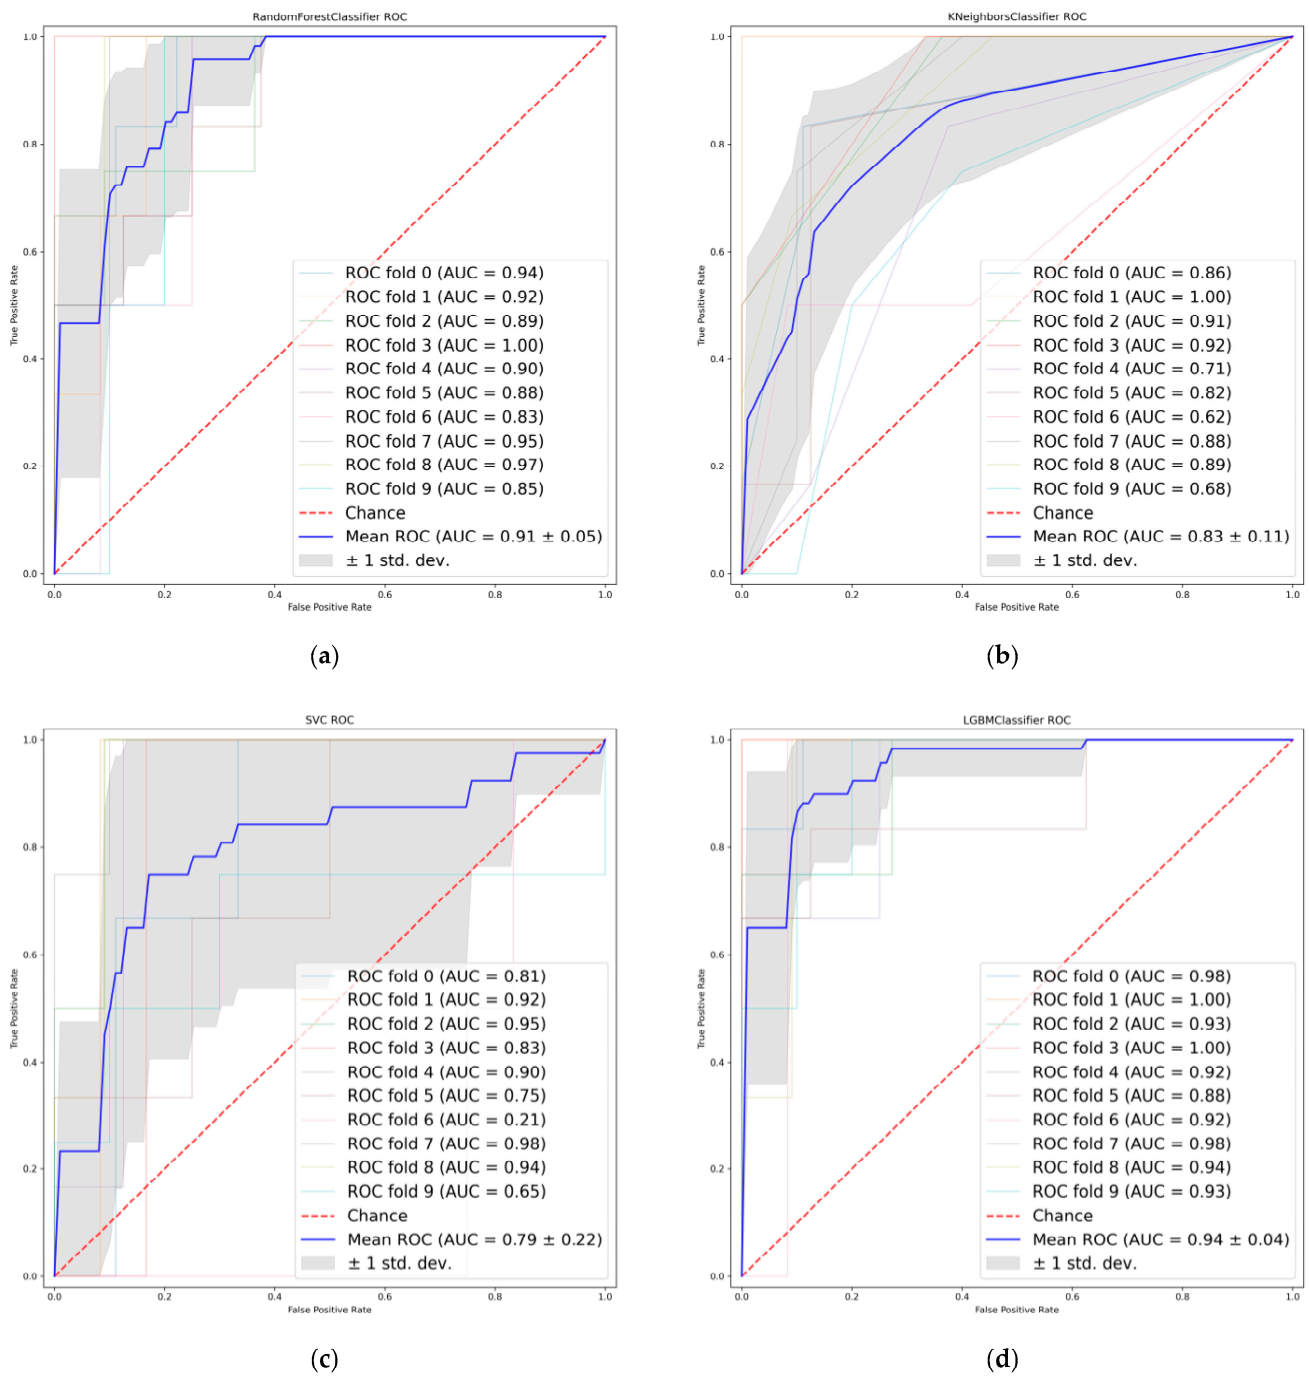 RandomForestClassifier ROC
1.0
0.8
0.6
0.4
0.2
0.0
True Positive Rate
ROC fold 0 (AUC = 0.94)
ROC fold 1 (AUC = 0.92)
ROC fold 2 (AUC = 0.89)
ROC fold 3 (AUC = 1.00)
ROC fold 4 (AUC = 0.90)
ROC fold 5 (AUC = 0.88)
ROC fold 6 (AUC = 0.83)
ROC fold 7 (AUC = 0.95)
ROC fold 8 (AUC = 0.97)
ROC fold 9 (AUC = 0.85)
Chance
Mean ROC (AUC = 0.91 ± 0.05)
± 1 std. dev.
0.0 0.2 0.4 0.6 0.8 1.0
False Positive Rate
(a)
KNeighborsClassifier ROC
1.0
0.8
0.6
0.4
0.2
0.0
True Positive Rate
ROC fold 0 (AUC = 0.86)
ROC fold 1 (AUC = 1.00)
ROC fold 2 (AUC = 0.91)
ROC fold 3 (AUC = 0.92)
ROC fold 4 (AUC = 0.71)
ROC fold 5 (AUC = 0.82)
ROC fold 6 (AUC = 0.62)
ROC fold 7 (AUC = 0.88)
ROC fold 8 (AUC = 0.89)
ROC fold 9 (AUC = 0.68)
Chance
Mean ROC (AUC = 0.83 ± 0.11)
± 1 std. dev.
0.0 0.2 0.4 0.6 0.8 1.0
False Positive Rate
(b)
SVC ROC
1.0
0.8
0.6
0.4
0.2
0.0
True Positive Rate
ROC fold 0 (AUC = 0.81)
ROC fold 1 (AUC = 0.92)
ROC fold 2 (AUC = 0.95)
ROC fold 3 (AUC = 0.83)
ROC fold 4 (AUC = 0.90)
ROC fold 5 (AUC = 0.75)
ROC fold 6 (AUC = 0.21)
ROC fold 7 (AUC = 0.98)
ROC fold 8 (AUC = 0.94)
ROC fold 9 (AUC = 0.65)
Chance
Mean ROC (AUC = 0.79 ± 0.22)
± 1 std. dev.
0.0 0.2 0.4 0.6 0.8 1.0
False Positive Rate
(c)
LGBMClassifier ROC
1.0
0.8
0.6
0.4
0.2
0.0
True Positive Rate
ROC fold 0 (AUC = 0.98)
ROC fold 1 (AUC = 1.00)
ROC fold 2 (AUC = 0.93)
ROC fold 3 (AUC = 1.00)
ROC fold 4 (AUC = 0.92)
ROC fold 5 (AUC = 0.88)
ROC fold 6 (AUC = 0.92)
ROC fold 7 (AUC = 0.98)
ROC fold 8 (AUC = 0.94)
ROC fold 9 (AUC = 0.93)
Chance
Mean ROC (AUC = 0.94 ± 0.04)
± 1 std. dev.
0.0 0.2 0.4 0.6 0.8 1.0
False Positive Rate
(d)